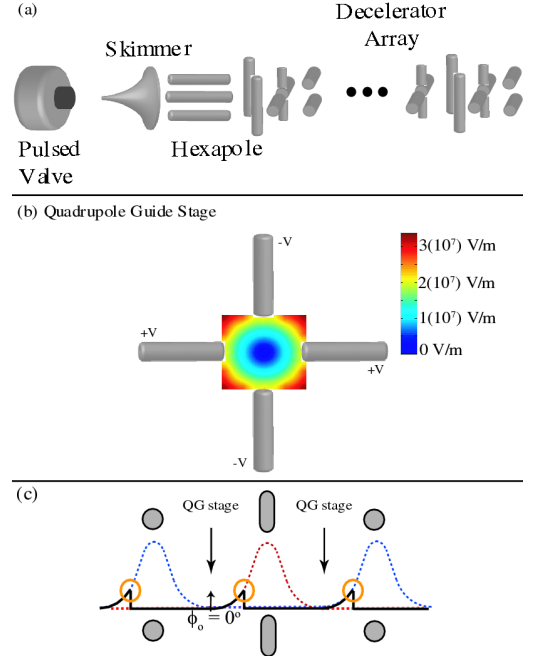 (a)
Decelerator
Array
Skimmer
Pulsed
Valve
Hexapole
(b) Quadrupole Guide Stage
-V
3(10⁷) V/m
2(10⁷) V/m
1(10⁷) V/m
0 V/m
+V
+V
-V
(c)
QG stage
QG stage
ϕₒ = 0°